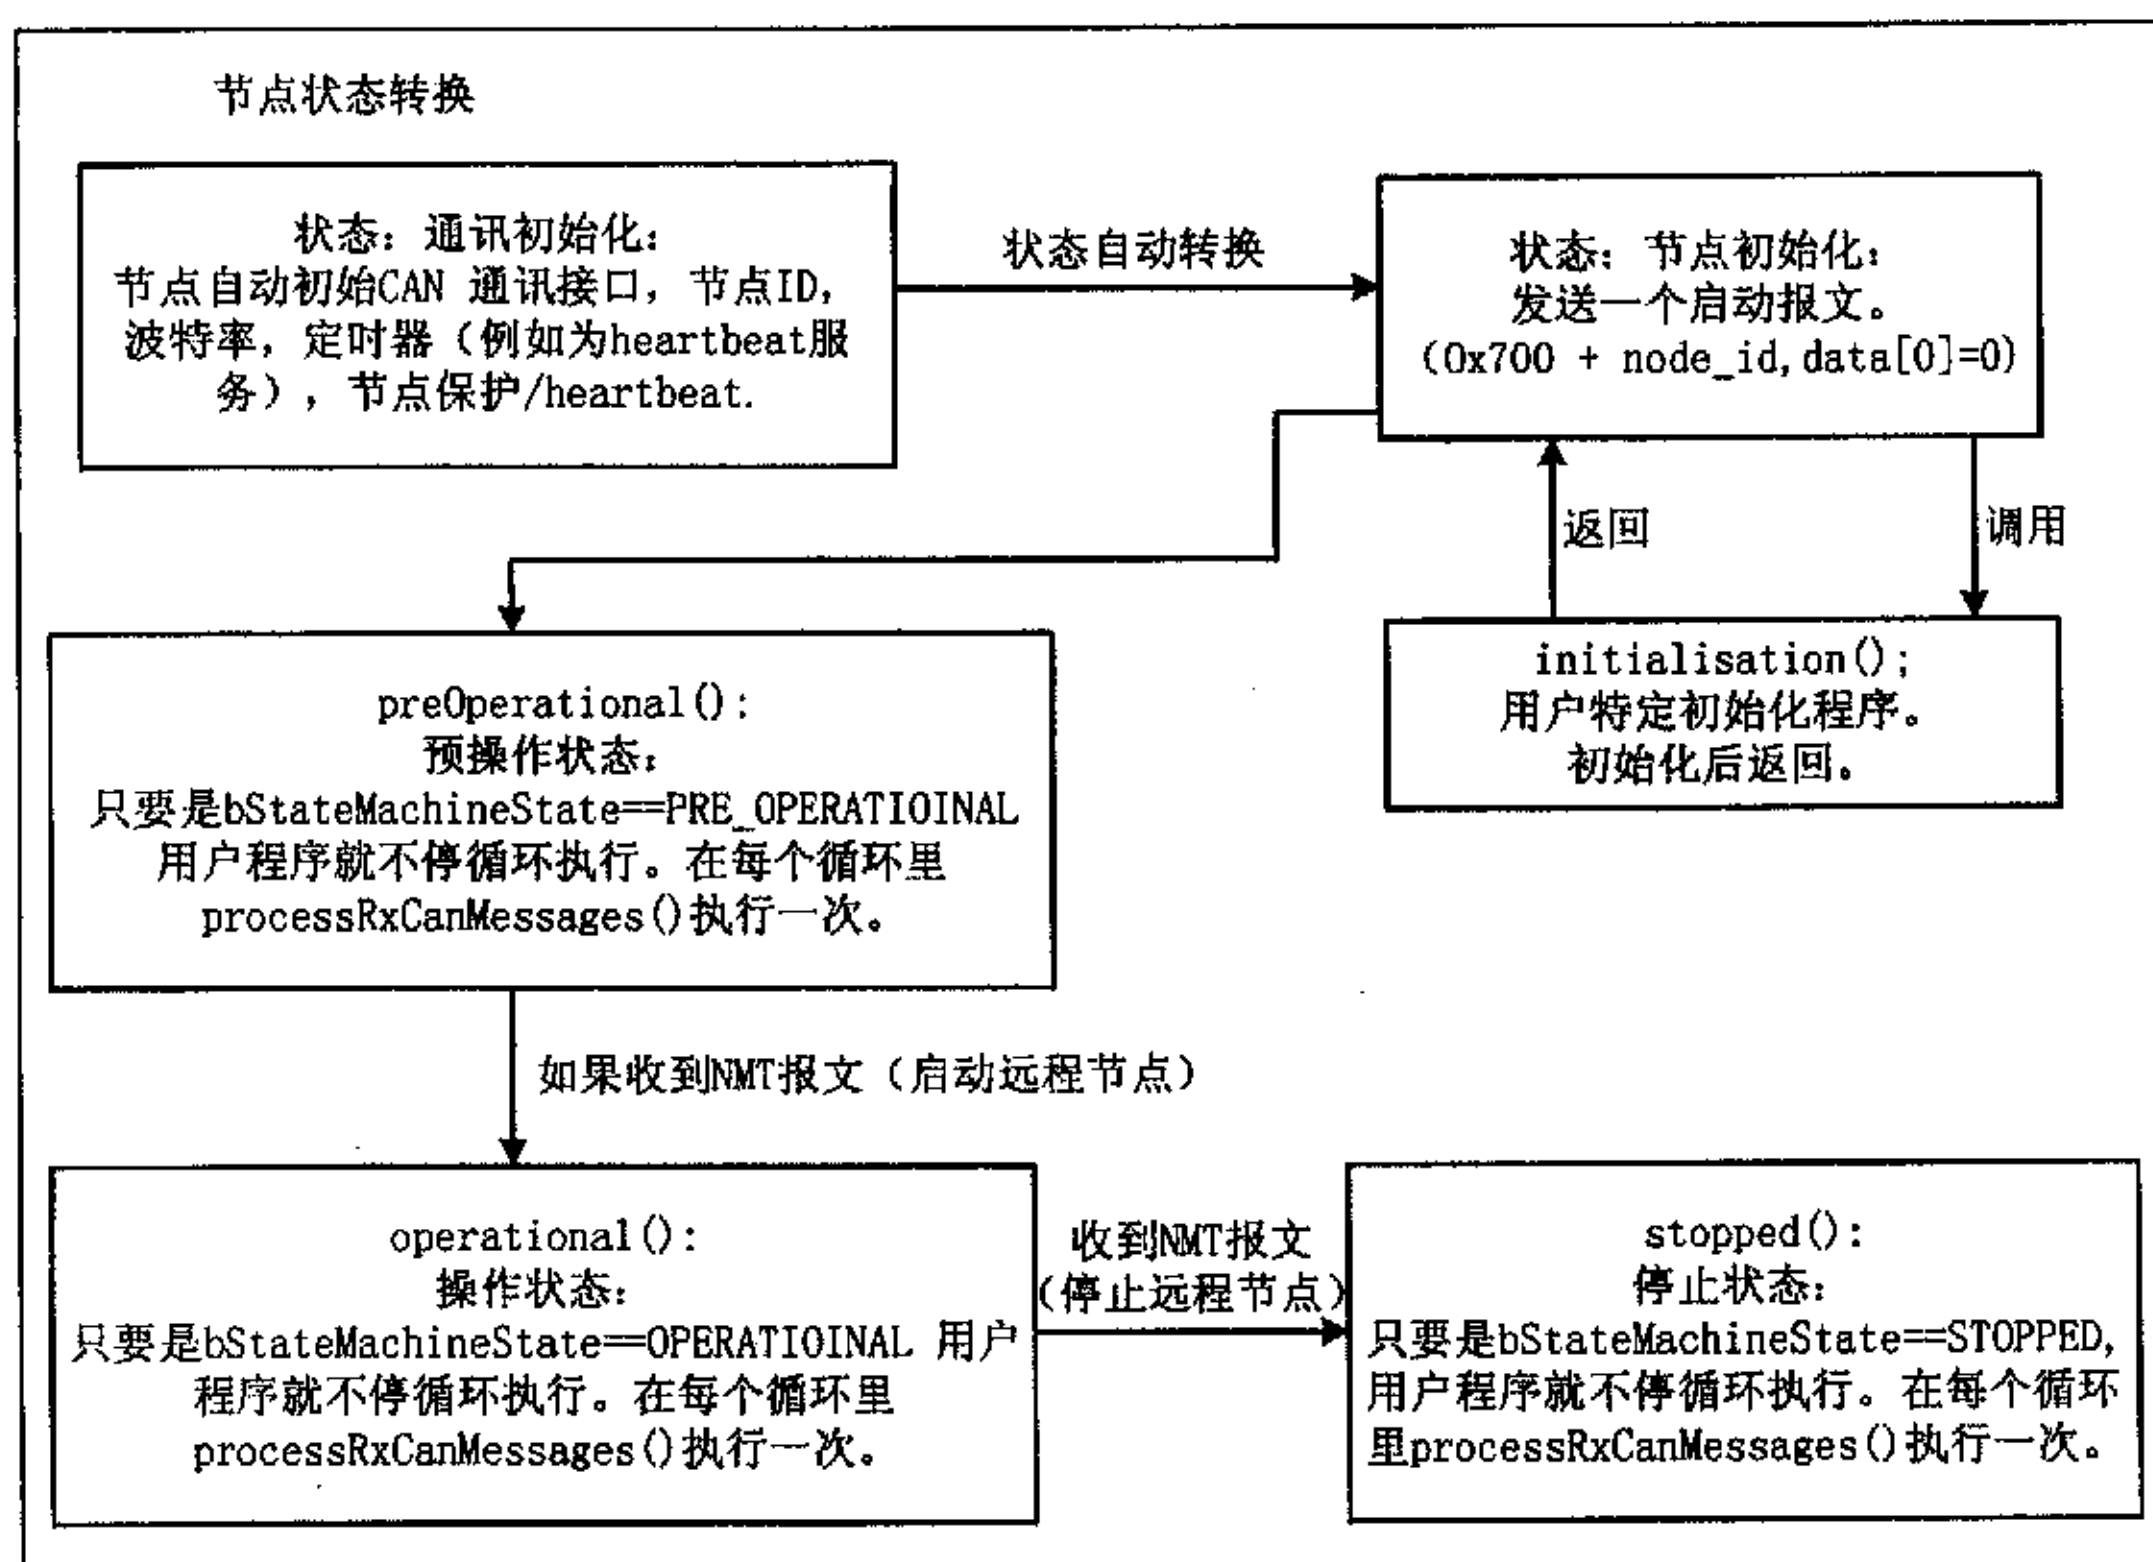 节点状态转换
状态：通讯初始化：
节点自动初始CAN 通讯接口，节点ID，
波特率，定时器（例如为heartbeat服
务），节点保护/heartbeat.
状态自动转换
状态：节点初始化：
发送一个启动报文。
(0x700 + node_id,data[0]=0)
返回
调用
initialisation();
用户特定初始化程序。
初始化后返回。
preOperational():
预操作状态：
只要是bStateMachineState==PRE_OPERATIOINAL
用户程序就不停循环执行。在每个循环里
processRxCanMessages()执行一次。
如果收到NMT报文（启动远程节点）
operational():
操作状态：
只要是bStateMachineState==OPERATIOINAL 用户
程序就不停循环执行。在每个循环里
processRxCanMessages()执行一次。
收到NMT报文
（停止远程节点）
stopped():
停止状态：
只要是bStateMachineState==STOPPED,
用户程序就不停循环执行。在每个循环
里processRxCanMessages()执行一次。